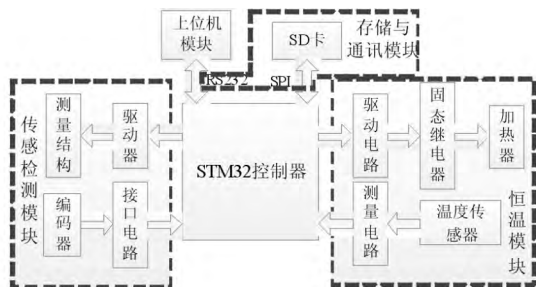 上位机
模块
SD卡
存储与
通讯模块
RS232
SPI
传感检测模块
测量结构
驱动器
编码器
接口电路
STM32控制器
驱动电路
固态继电器
加热器
测量电路
温度传
感器
恒温模块